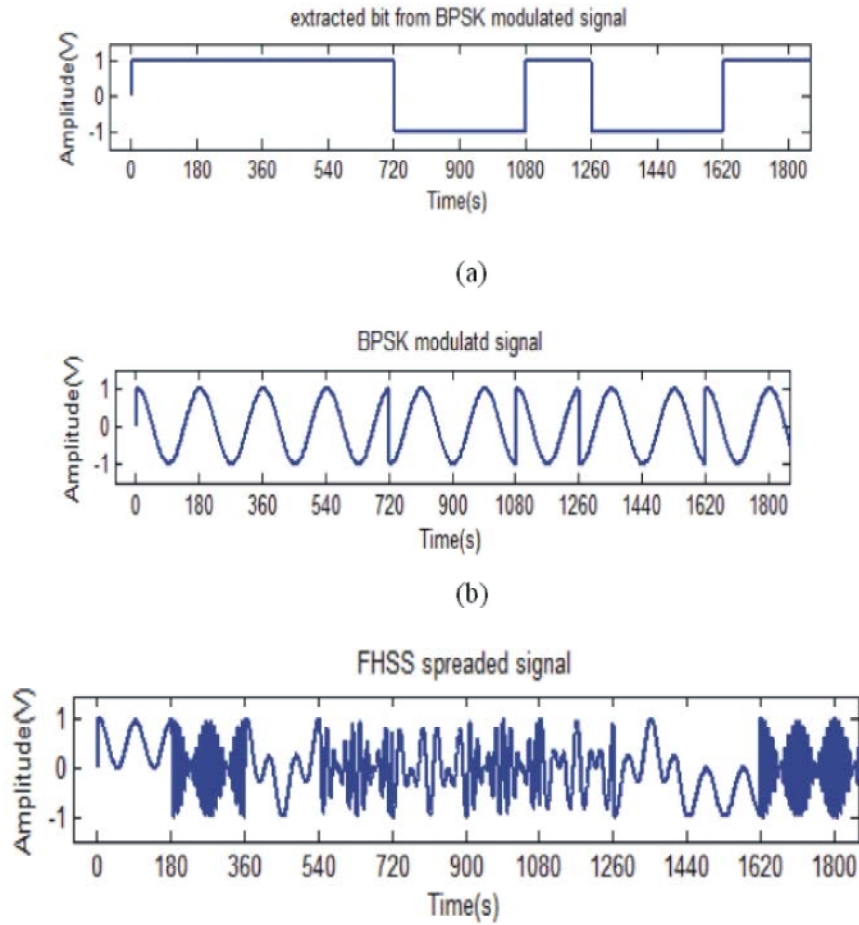 extracted bit from BPSK modulated signal
Amplitude(V)
1
0
-1
0 180 360 540 720 900 1080 1260 1440 1620 1800
Time(s)
(a)
BPSK modulatd signal
Amplitude(V)
1
0
-1
0 180 360 540 720 900 1080 1260 1440 1620 1800
Time(s)
(b)
FHSS spreaded signal
Amplitude(V)
1
0
-1
0 180 360 540 720 900 1080 1260 1440 1620 1800
Time(s)